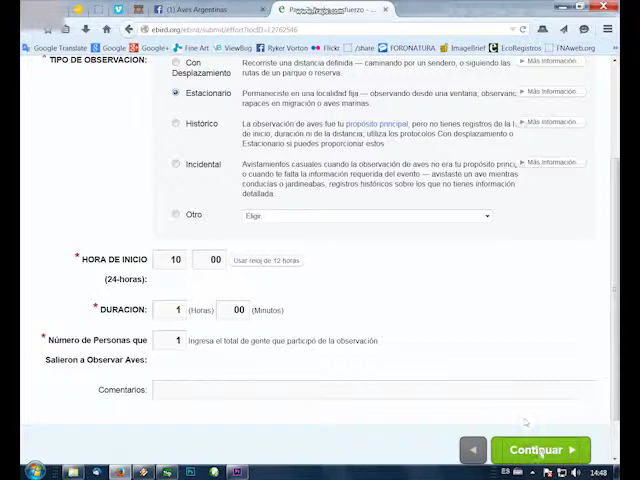 (1) Aves Argentinas
ebird.org/ebird/submit/effort?locID=L2762546
Google Translate
Google
Google+
Fine Art
ViewBug
Ryker Vorton
Flickr
/share
FORONATURA
ImageBrief
EcoRegistros
FNAweb.org
* TIPO DE OBSERVACIÓN:
Con Desplazamiento
Recorriste una distancia definida — caminando por un sendero, o siguiendo las
rutas de un parque o reserva.
Más información...
Estacionario
Permaneciste en una localidad fija — observando desde una ventana, observando
rapaces en migración o aves marinas.
Más información...
Histórico
La observación de aves fue tu propósito principal, pero no tienes registros de la
de inicio, duración ni de la distancia; utiliza los protocolos Con desplazamiento o
Estacionario si puedes proporcionar estos
Más información...
Incidental
Avistamientos casuales cuando la observación de aves no era tu propósito
o cuando te falta la información requerida del evento — avistaste un ave mientras
conducías o jardineabas, registros históricos sobre los que no tienes información
detallada.
Más información...
Otro
Eligir...
* HORA DE INICIO
(24-horas):
10
00
Usar reloj de 12 horas
* DURACION:
1
(Horas)
00
(Minutos)
* Número de Personas que
Salieron a Observar Aves:
1
Ingresa el total de gente que participó de la observación
Comentarios:
Continuar
ES
14:48